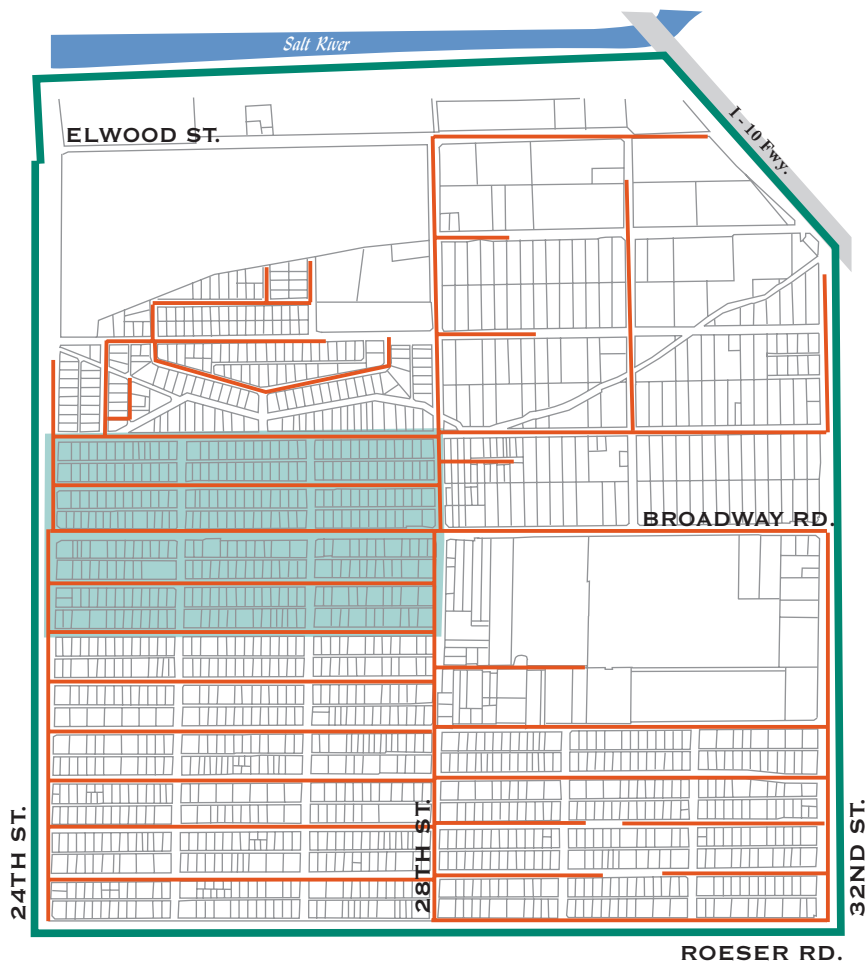 Salt River
I - 10 Fwy.
ELWOOD ST.
BROADWAY RD.
24TH ST.
28TH ST.
32ND ST.
ROESER RD.